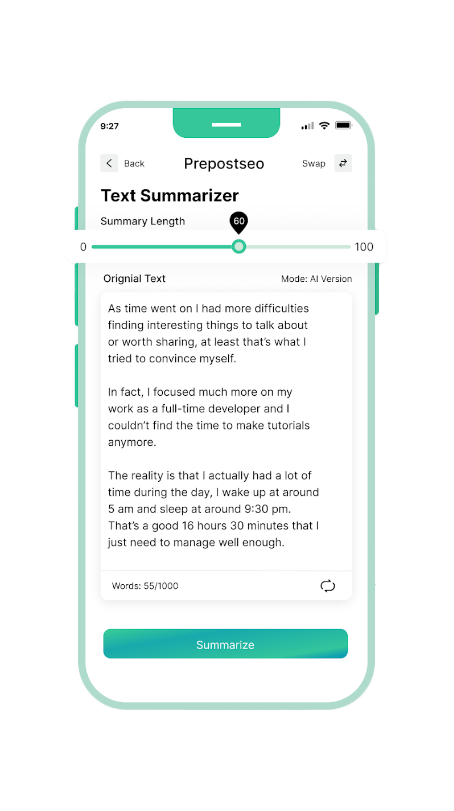 9:27
Back
Prepostseo
Swap
Text Summarizer
Summary Length
60
0
100
Orignial Text
Mode: AI Version
As time went on I had more difficulties
finding interesting things to talk about
or worth sharing, at least that's what I
tried to convince myself.
In fact, I focused much more on my
work as a full-time developer and I
couldn't find the time to make tutorials
anymore.
The reality is that I actually had a lot of
time during the day, I wake up at around
5 am and sleep at around 9:30 pm.
That's a good 16 hours 30 minutes that I
just need to manage well enough.
Words: 55/1000
Summarize